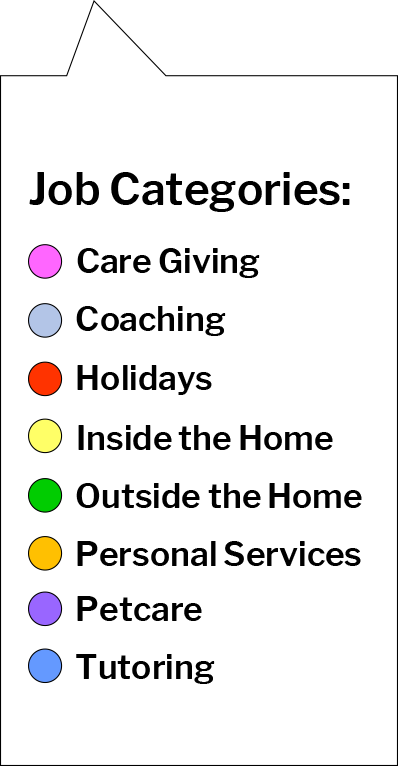 Job Categories:
Care Giving
Coaching
Holidays
Inside the Home
Outside the Home
Personal Services
Petcare
Tutoring